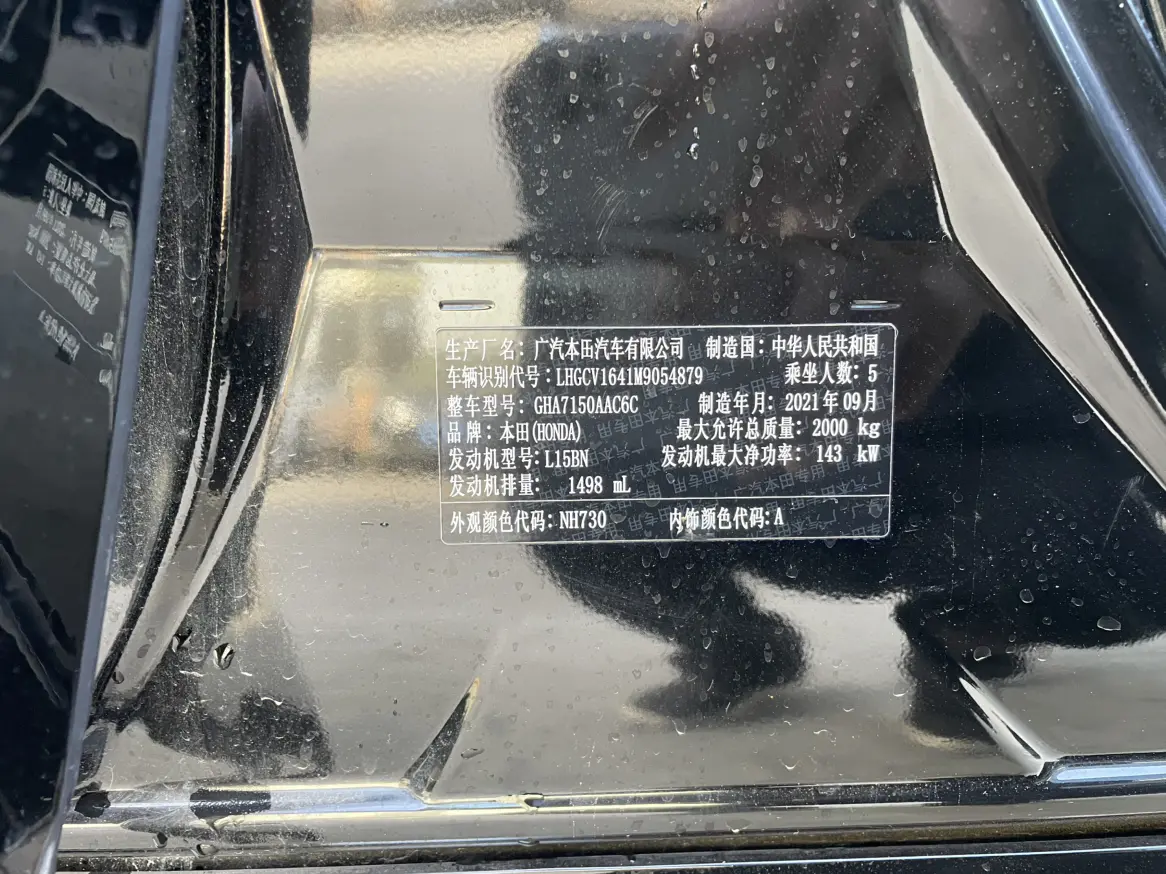 生产厂名：广汽本田汽车有限公司 制造国：中华人民共和国
车辆识别代号：LHGCV1641M9054879 乘坐人数：5
整车型号：GHA7150AAC6C 制造年月：2021年09月
品牌：本田(HONDA) 最大允许总质量：2000 kg
发动机型号：L15BN 发动机最大净功率：143 kW
发动机排量： 1498 mL
外观颜色代码：NH730 内饰颜色代码：A